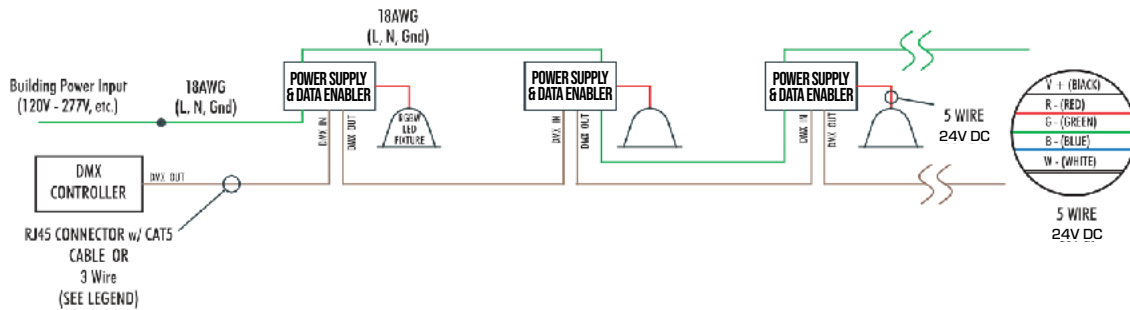 18AWG
(L, N, Gnd)
Building Power Input
(120V - 277V, etc.)
18AWG
(L, N, Gnd)
POWER SUPPLY
& DATA ENABLER
POWER SUPPLY
& DATA ENABLER
POWER SUPPLY
& DATA ENABLER
RGBW
LED
FIXTURE
DMX IN
DMX OUT
DMX IN
DMX OUT
DMX IN
DMX OUT
5 WIRE
24V DC
V + (BLACK)
R - (RED)
G - (GREEN)
B - (BLUE)
W - (WHITE)
5 WIRE
24V DC
DMX
CONTROLLER
DMX OUT
RJ45 CONNECTOR w/ CAT5
CABLE OR
3 Wire
(SEE LEGEND)